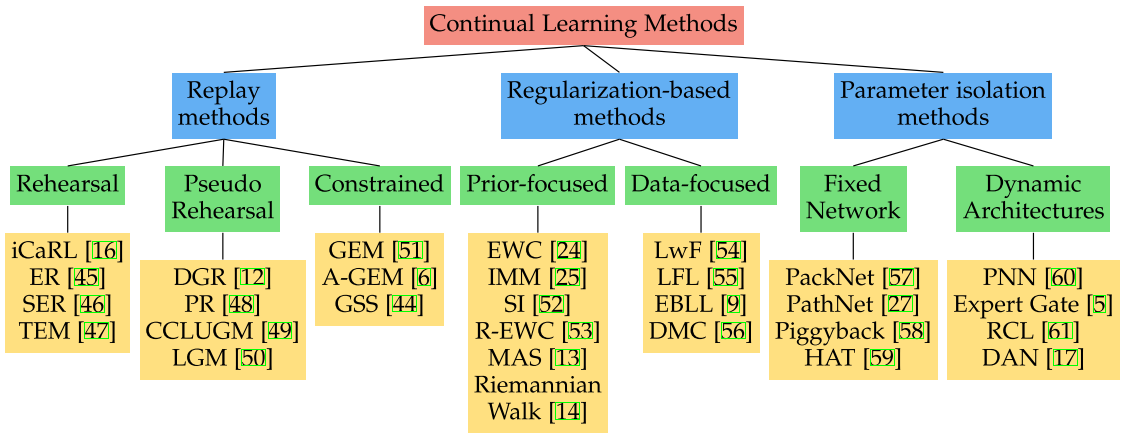 Continual Learning Methods
Replay
methods
Regularization-based
methods
Parameter isolation
methods
Rehearsal
Pseudo
Rehearsal
Constrained
Prior-focused
Data-focused
Fixed
Network
Dynamic
Architectures
iCaRL [16]
ER [45]
SER [46]
TEM [47]
DGR [12]
PR [48]
CCLUGM [49]
LGM [50]
GEM [51]
A-GEM [6]
GSS [44]
EWC [24]
IMM [25]
SI [52]
R-EWC [53]
MAS [13]
Riemannian
Walk [14]
LwF [54]
LFL [55]
EBLL [9]
DMC [56]
PackNet [57]
PathNet [27]
Piggyback [58]
HAT [59]
PNN [60]
Expert Gate [5]
RCL [61]
DAN [17]